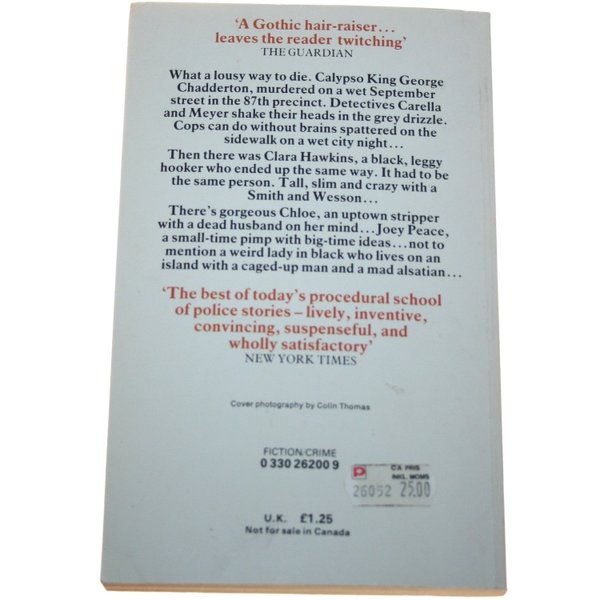 ‘A Gothic hair-raiser...
leaves the reader twitching’
THE GUARDIAN
What a lousy way to die. Calypso King George
Chadderton, murdered on a wet September
street in the 87th precinct. Detectives Carella
and Meyer shake their heads in the grey drizzle.
Cops can do without brains spattered on the
sidewalk on a wet city night...
Then there was Clara Hawkins, a black, leggy
hooker who ended up the same way. It had to be
the same person. Tall, slim and crazy with a
Smith and Wesson...
There's gorgeous Chloe, an uptown stripper
with a dead husband on her mind...Joey Peace,
a small-time pimp with big-time ideas...not to
mention a weird lady in black who lives on an
island with a caged-up man and a mad alsatian...
‘The best of today's procedural school
of police stories – lively, inventive,
convincing, suspenseful, and
wholly satisfactory’
NEW YORK TIMES
Cover photography by Colin Thomas
FICTION/CRIME
0 330 26200 9
P CA PRIS
INKL MOMS
26052 25.00
U.K. £1.25
Not for sale in Canada